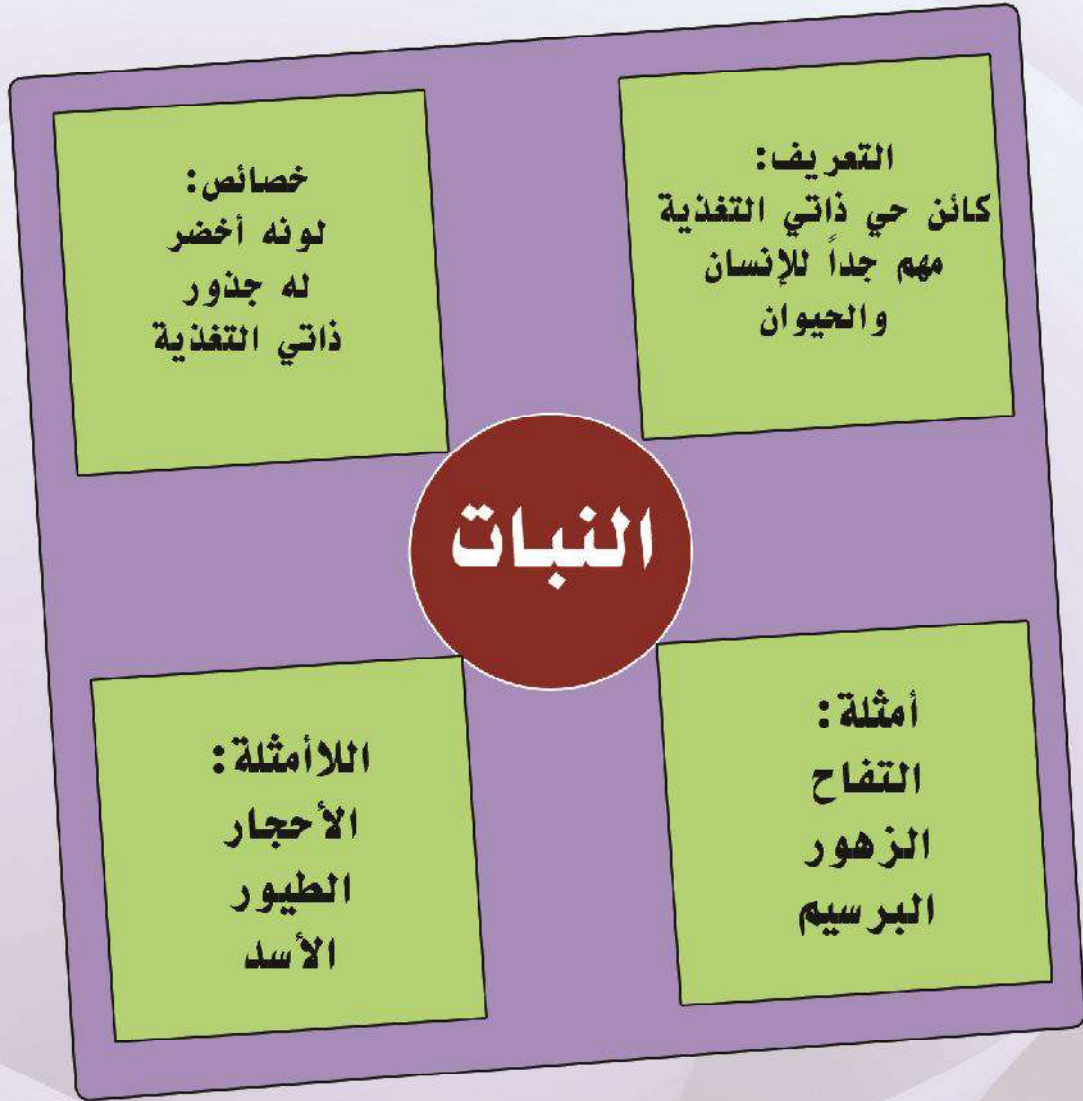 التعريف:
كائن حي ذاتي التغذية
مهم جداً للإنسان
والحيوان
خصائص:
لونه أخضر
له جذور
ذاتي التغذية
النبات
أمثلة:
التفاح
الزهور
البرسيم
اللاأمثلة:
الأحجار
الطيور
الأسد